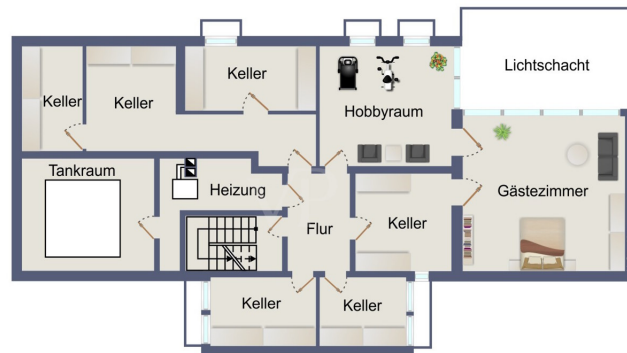 Lichtschacht
Keller
Keller
Keller
Hobbyraum
Tankraum
Heizung
Gästezimmer
Flur
Keller
Keller
Keller